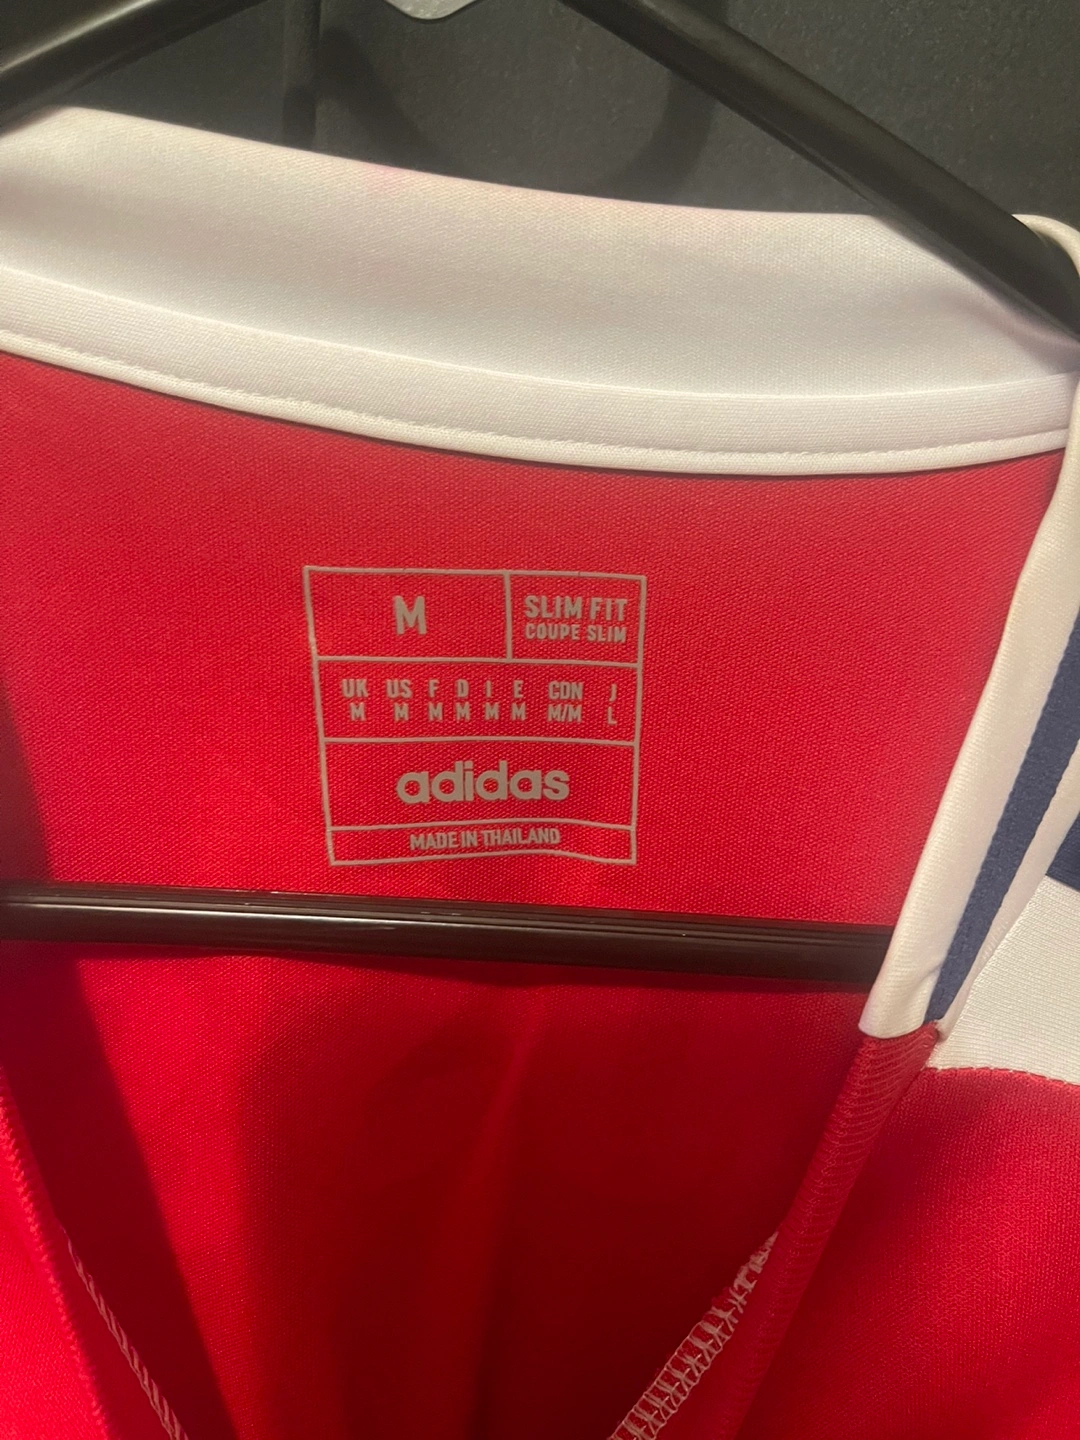 M
SLIM FIT
COUPE SLIM
UK US F D I E CDN J
M M M M M M M/M L
adidas
MADE IN THAILAND